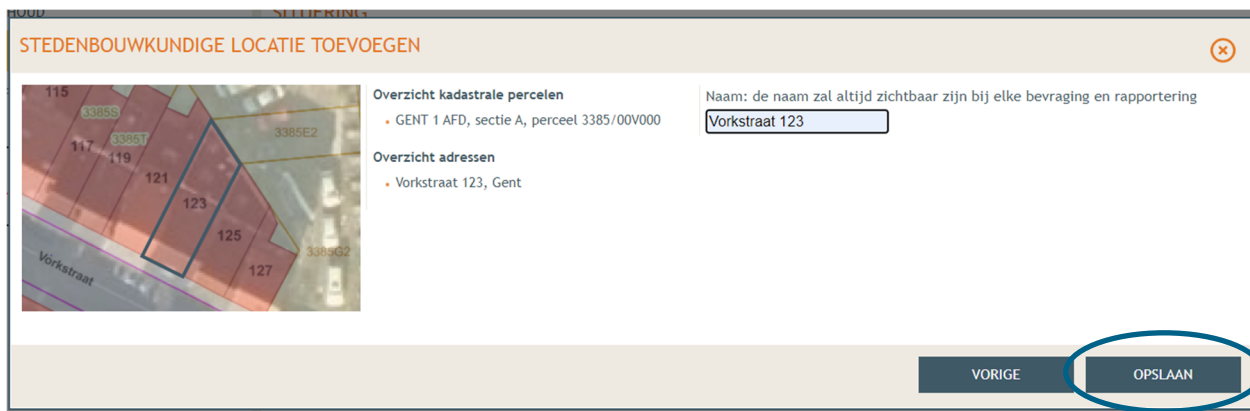 HOUD
SITUERING
STEDENBOUWKUNDIGE LOCATIE TOEVOEGEN
115
3385S
3385T
117
119
121
123
125
127
3385E2
3385G2
Vorkstraat
Overzicht kadastrale percelen
GENT 1 AFD, sectie A, perceel 3385/00V000
Overzicht adressen
Vorkstraat 123, Gent
Naam: de naam zal altijd zichtbaar zijn bij elke bevraging en rapportering
Vorkstraat 123
VORIGE
OPSLAAN